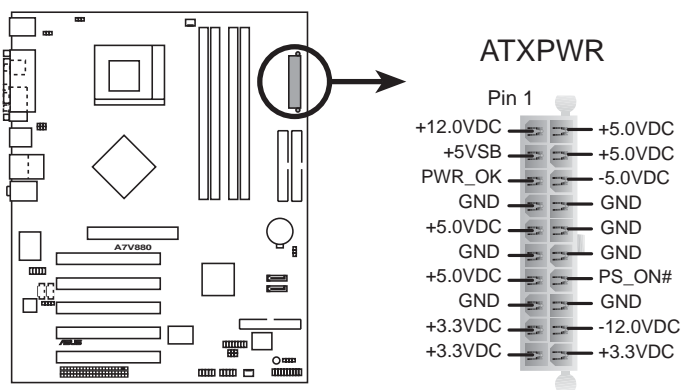 ATXPWR
Pin 1
+12.0VDC +5.0VDC
+5VSB +5.0VDC
PWR_OK -5.0VDC
GND GND
+5.0VDC GND
GND GND
+5.0VDC PS_ON#
GND GND
+3.3VDC -12.0VDC
+3.3VDC +3.3VDC
A7V880
ASUS